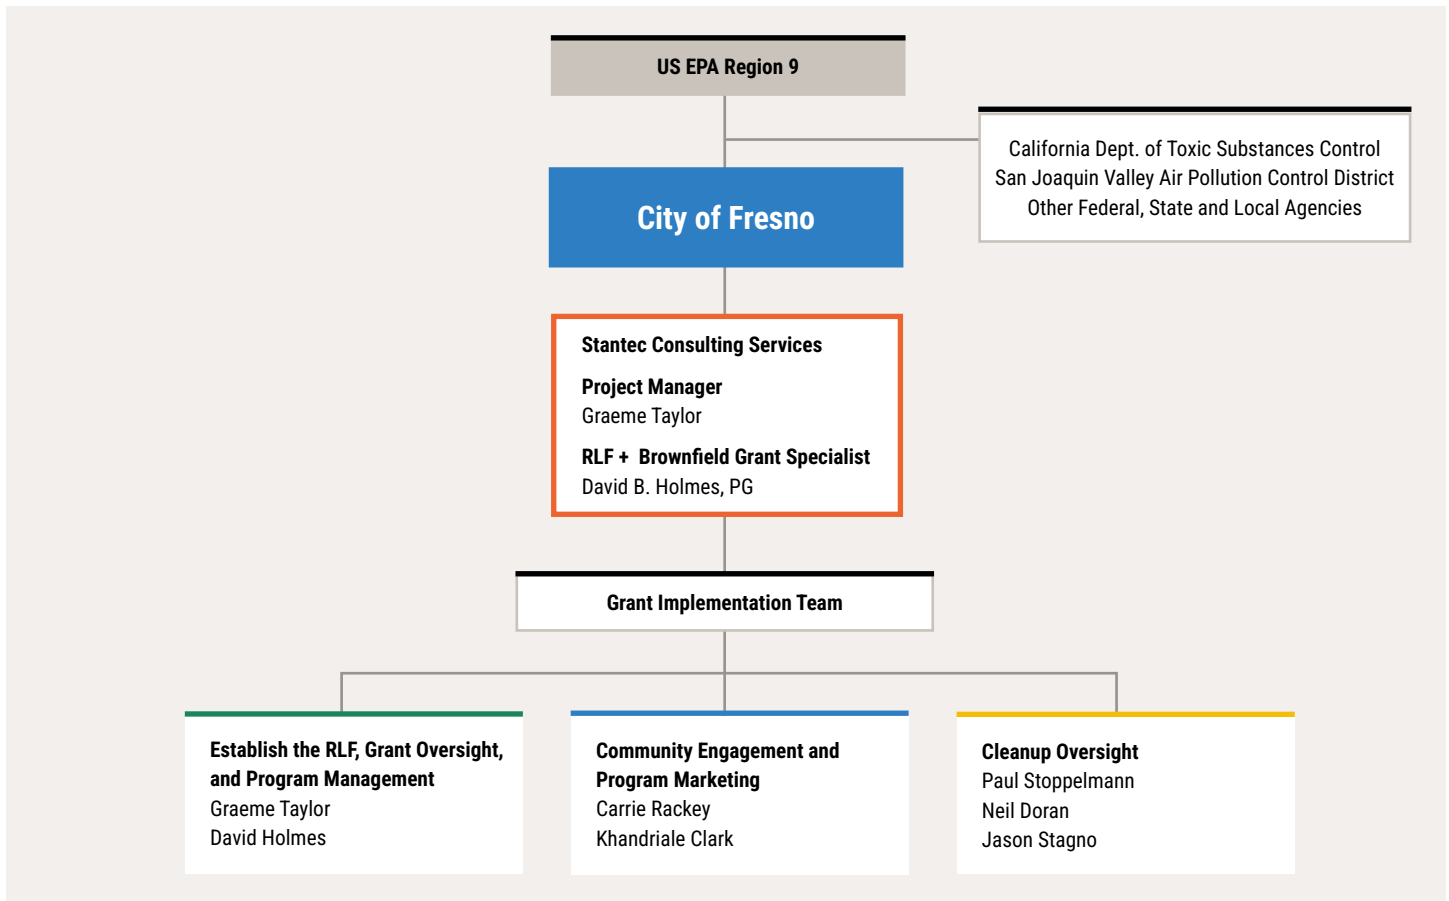 US EPA Region 9
California Dept. of Toxic Substances Control
San Joaquin Valley Air Pollution Control District
Other Federal, State and Local Agencies
City of Fresno
Stantec Consulting Services
Project Manager
Graeme Taylor
RLF + Brownfield Grant Specialist
David B. Holmes, PG
Grant Implementation Team
Establish the RLF, Grant Oversight,
and Program Management
Graeme Taylor
David Holmes
Community Engagement and
Program Marketing
Carrie Rackey
Khandriale Clark
Cleanup Oversight
Paul Stoppelmann
Neil Doran
Jason Stagno